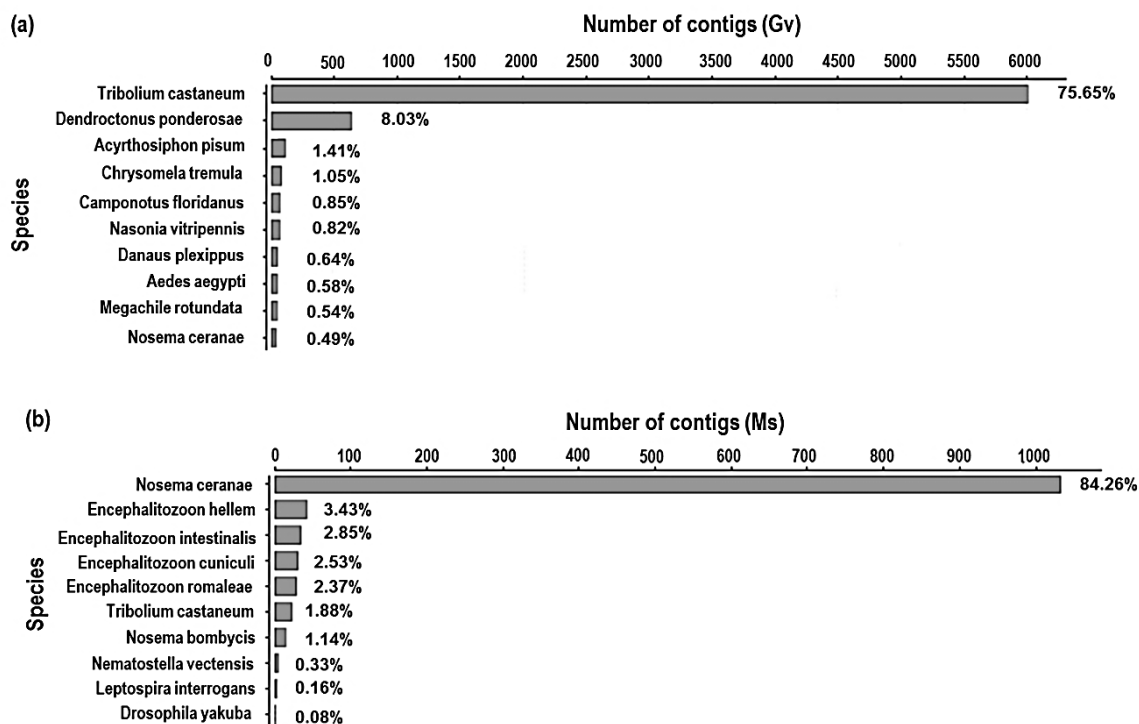 (a)
Number of contigs (Gv)
0 500 1000 1500 2000 2500 3000 3500 4000 4500 5000 5500 6000
Species
Tribolium castaneum 75.65%
Dendroctonus ponderosae 8.03%
Acyrthosiphon pisum 1.41%
Chrysomela tremula 1.05%
Camponotus floridanus 0.85%
Nasonia vitripennis 0.82%
Danaus plexippus 0.64%
Aedes aegypti 0.58%
Megachile rotundata 0.54%
Nosema ceranae 0.49%
(b)
Number of contigs (Ms)
0 100 200 300 400 500 600 700 800 900 1000
Species
Nosema ceranae 84.26%
Encephalitozoon hellem 3.43%
Encephalitozoon intestinalis 2.85%
Encephalitozoon cuniculi 2.53%
Encephalitozoon romaleae 2.37%
Tribolium castaneum 1.88%
Nosema bombycis 1.14%
Nematostella vectensis 0.33%
Leptospira interrogans 0.16%
Drosophila yakuba 0.08%